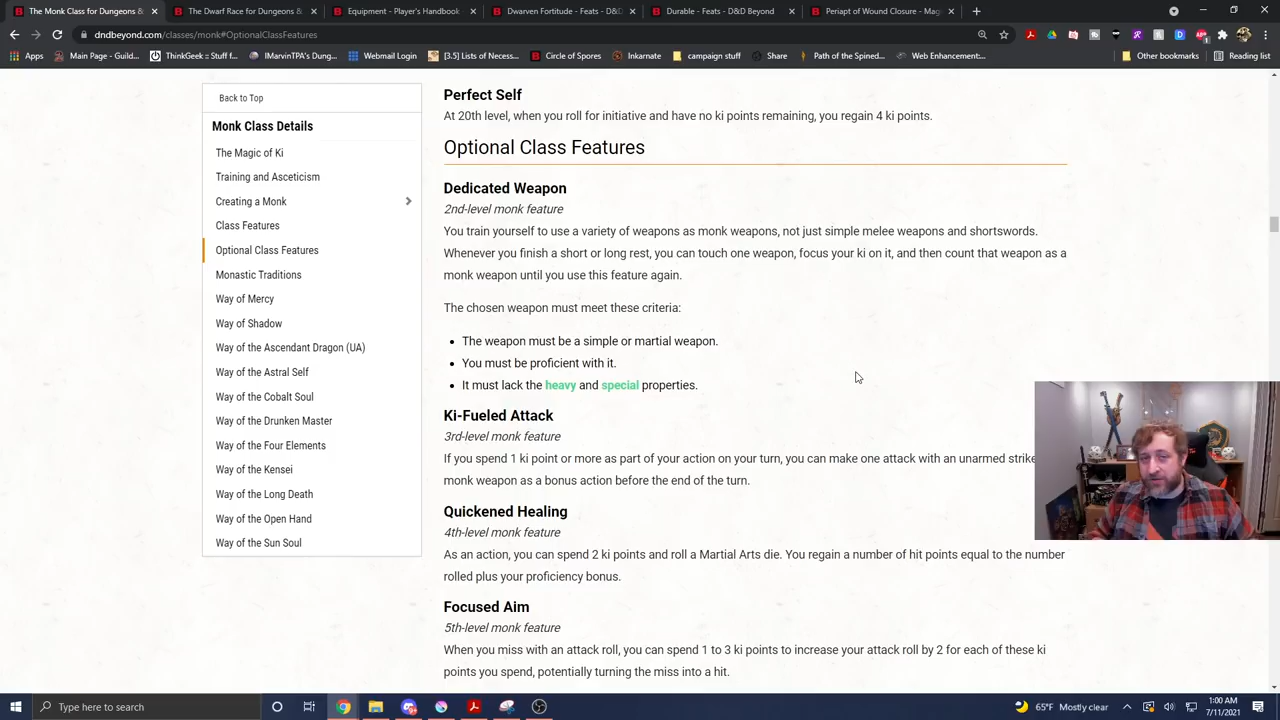 Monk Class for Dungeons &
The Dwarf Race for Dungeons &
Equipment - Player's Handbook
Dwarven Fortitude - Feats - D&D
Durable - Feats - D&D Beyond
Periapt of Wound Closure - Mag
dndbeyond.com/classes/monk#OptionalClassFeatures
Apps
Main Page - Guild...
ThinkGeek :: Stuff f...
IMarvinTPA's Dung...
Webmail Login
[3.5] Lists of Necess...
Circle of Spores
Inkarnate
campaign stuff
Share
Path of the Spined...
Web Enhancement:...
Other bookmarks
Reading list
Back to Top
Monk Class Details
The Magic of Ki
Training and Asceticism
Creating a Monk
Class Features
Optional Class Features
Monastic Traditions
Way of Mercy
Way of Shadow
Way of the Ascendant Dragon (UA)
Way of the Astral Self
Way of the Cobalt Soul
Way of the Drunken Master
Way of the Four Elements
Way of the Kensei
Way of the Long Death
Way of the Open Hand
Way of the Sun Soul
Perfect Self
At 20th level, when you roll for initiative and have no ki points remaining, you regain 4 ki points.
Optional Class Features
Dedicated Weapon
2nd-level monk feature
You train yourself to use a variety of weapons as monk weapons, not just simple melee weapons and shortswords.
Whenever you finish a short or long rest, you can touch one weapon, focus your ki on it, and then count that weapon as a
monk weapon until you use this feature again.
The chosen weapon must meet these criteria:
• The weapon must be a simple or martial weapon.
• You must be proficient with it.
• It must lack the heavy and special properties.
Ki-Fueled Attack
3rd-level monk feature
If you spend 1 ki point or more as part of your action on your turn, you can make one attack with an unarmed strike
monk weapon as a bonus action before the end of the turn.
Quickened Healing
4th-level monk feature
As an action, you can spend 2 ki points and roll a Martial Arts die. You regain a number of hit points equal to the number
rolled plus your proficiency bonus.
Focused Aim
5th-level monk feature
When you miss with an attack roll, you can spend 1 to 3 ki points to increase your attack roll by 2 for each of these ki
points you spend, potentially turning the miss into a hit.
Type here to search
65°F Mostly clear
1:00 AM
7/11/2021